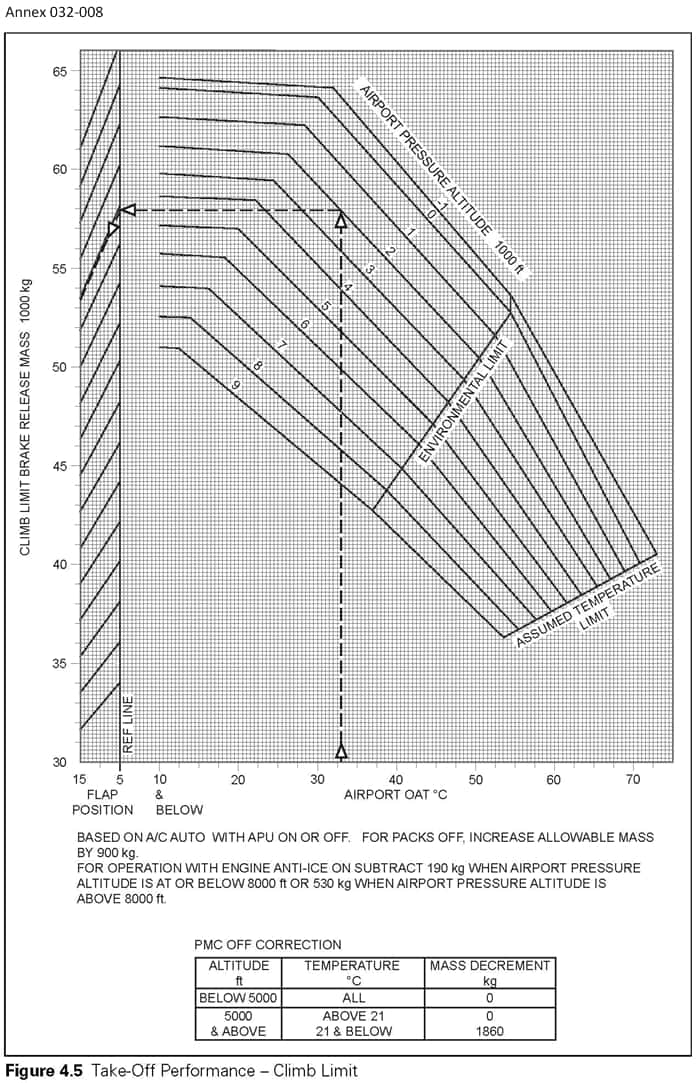 Annex 032-008
AIRPORT PRESSURE ALTITUDE 1000 ft
-1
0
1
2
3
4
5
6
7
8
9
ENVIRONMENTAL LIMIT
ASSUMED TEMPERATURE
LIMIT
CLIMB LIMIT BRAKE RELEASE MASS 1000 kg
65
60
55
50
45
40
35
30
REF LINE
15 5 10 20 30 40 50 60 70
FLAP & AIRPORT OAT °C
POSITION BELOW
BASED ON A/C AUTO WITH APU ON OR OFF. FOR PACKS OFF, INCREASE ALLOWABLE MASS
BY 900 kg.
FOR OPERATION WITH ENGINE ANTI-ICE ON SUBTRACT 190 kg WHEN AIRPORT PRESSURE
ALTITUDE IS AT OR BELOW 8000 ft OR 530 kg WHEN AIRPORT PRESSURE ALTITUDE IS
ABOVE 8000 ft.
PMC OFF CORRECTION
ALTITUDE TEMPERATURE MASS DECREMENT
ft °C kg
BELOW 5000 ALL 0
5000 ABOVE 21 0
& ABOVE 21 & BELOW 1860
Figure 4.5 Take-Off Performance – Climb Limit